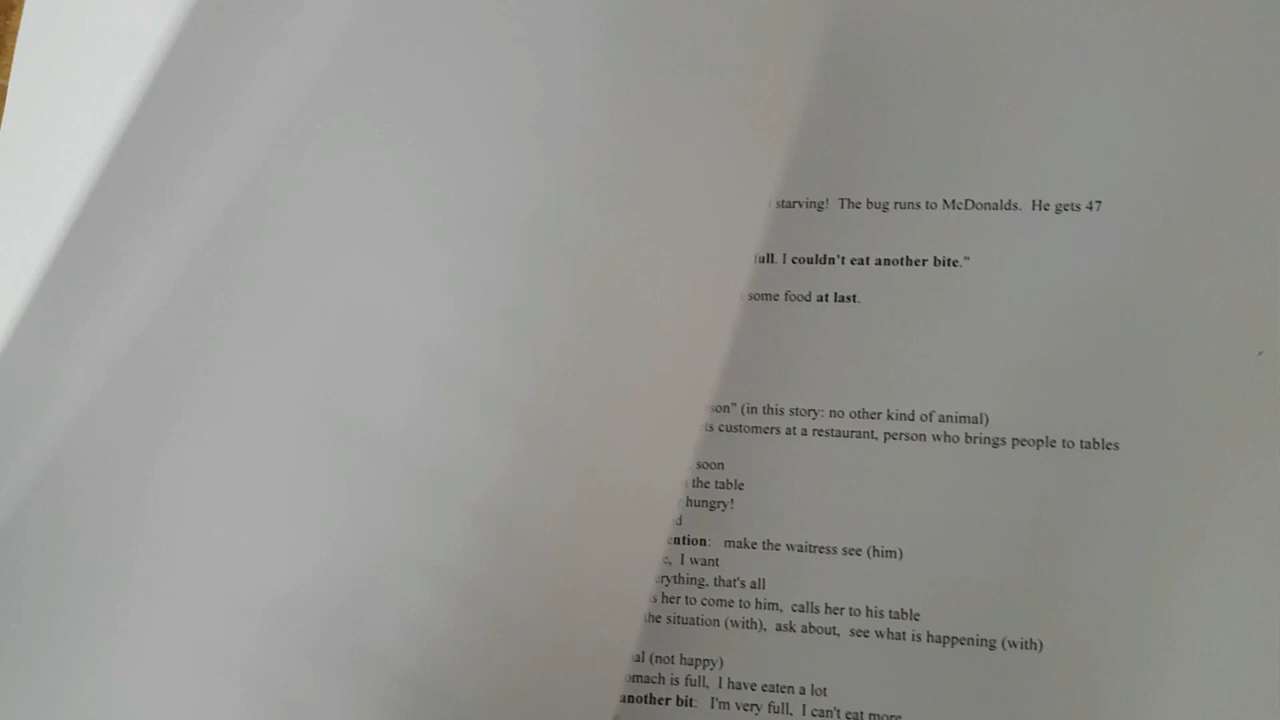 starving! The bug runs to McDonalds. He gets 47
full. I couldn't eat another bite."
some food at last.
son" (in this story: no other kind of animal)
ts customers at a restaurant, person who brings people to tables
soon
the table
hungry!
d
ention: make the waitress see (him)
e, I want
rything, that's all
s her to come to him, calls her to his table
the situation (with), ask about, see what is happening (with)
al (not happy)
omach is full, I have eaten a lot
another bit: I'm very full, I can't eat more